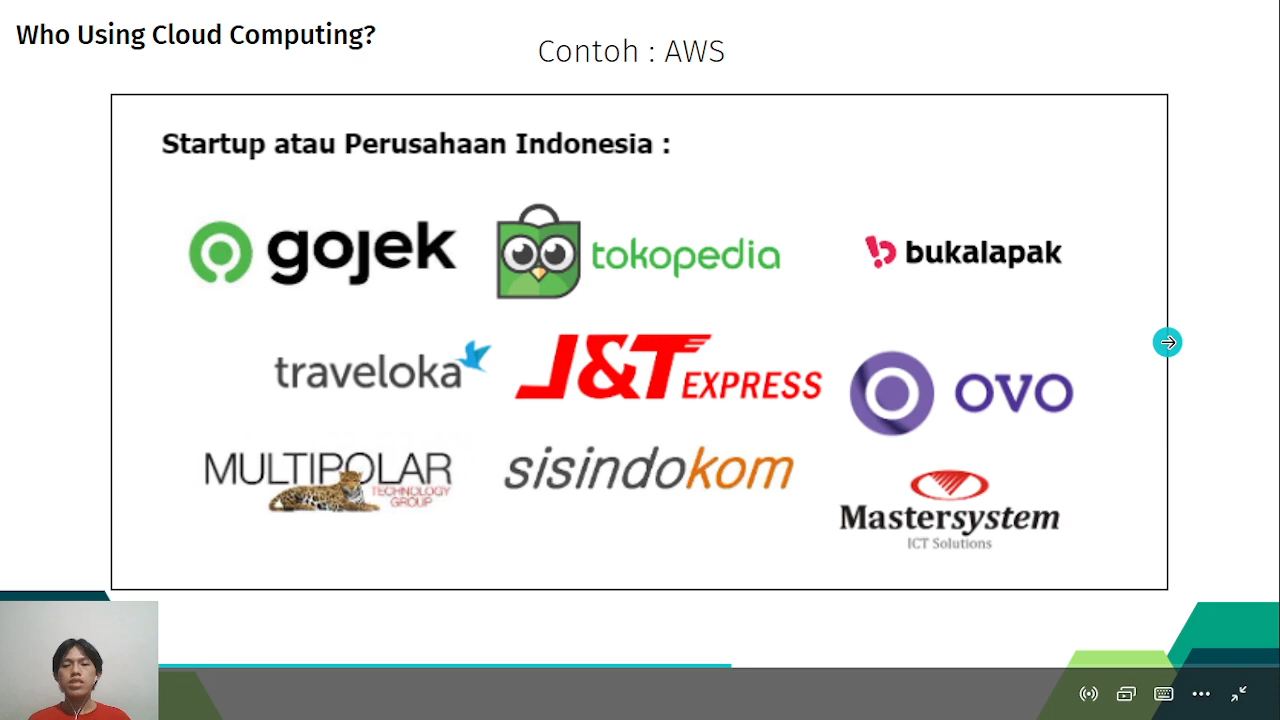 Who Using Cloud Computing?
Contoh : AWS
Startup atau Perusahaan Indonesia :
gojek
tokopedia
bukalapak
traveloka
J&T EXPRESS
OVO
MULTIPOLAR
TECHNOLOGY
GROUP
sisindokom
Mastersystem
ICT Solutions